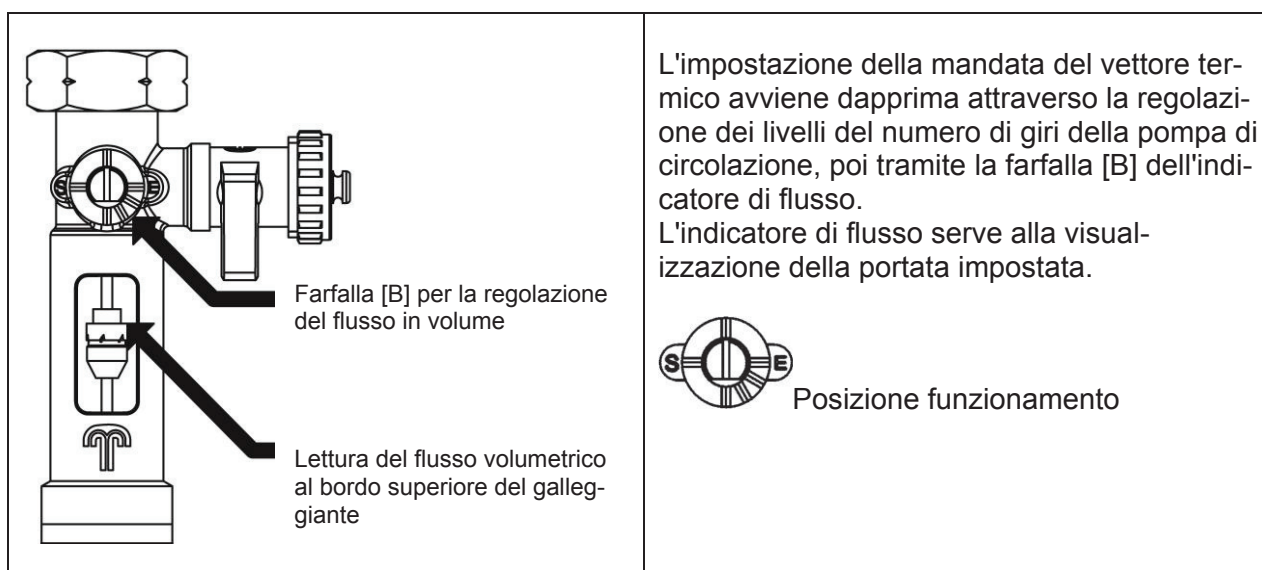 S E
Farfalla [B] per la regolazione
del flusso in volume
Lettura del flusso volumetrico
al bordo superiore del galleg-
giante
L'impostazione della mandata del vettore ter-
mico avviene dapprima attraverso la regolazi-
one dei livelli del numero di giri della pompa di
circolazione, poi tramite la farfalla [B] dell'indi-
catore di flusso.
L'indicatore di flusso serve alla visual-
izzazione della portata impostata.
S E
Posizione funzionamento